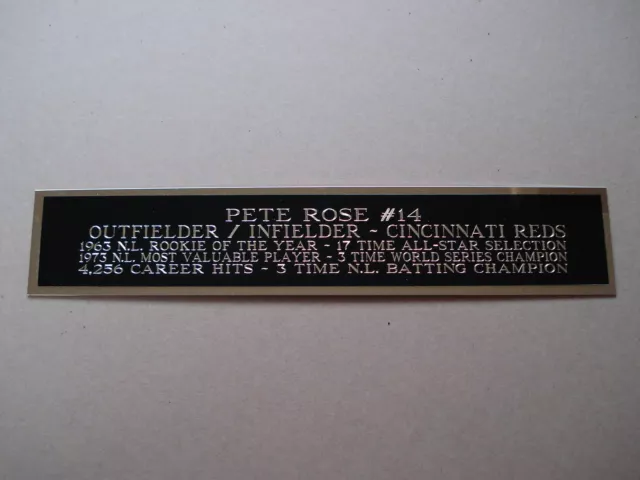 PETE ROSE #14
OUTFIELDER / INFIELDER ~ CINCINNATI REDS
1963 N.L. ROOKIE OF THE YEAR ~ 17 TIME ALL-STAR SELECTION
1973 N.L. MOST VALUABLE PLAYER ~ 3 TIME WORLD SERIES CHAMPION
4,256 CAREER HITS ~ 3 TIME N.L. BATTING CHAMPION